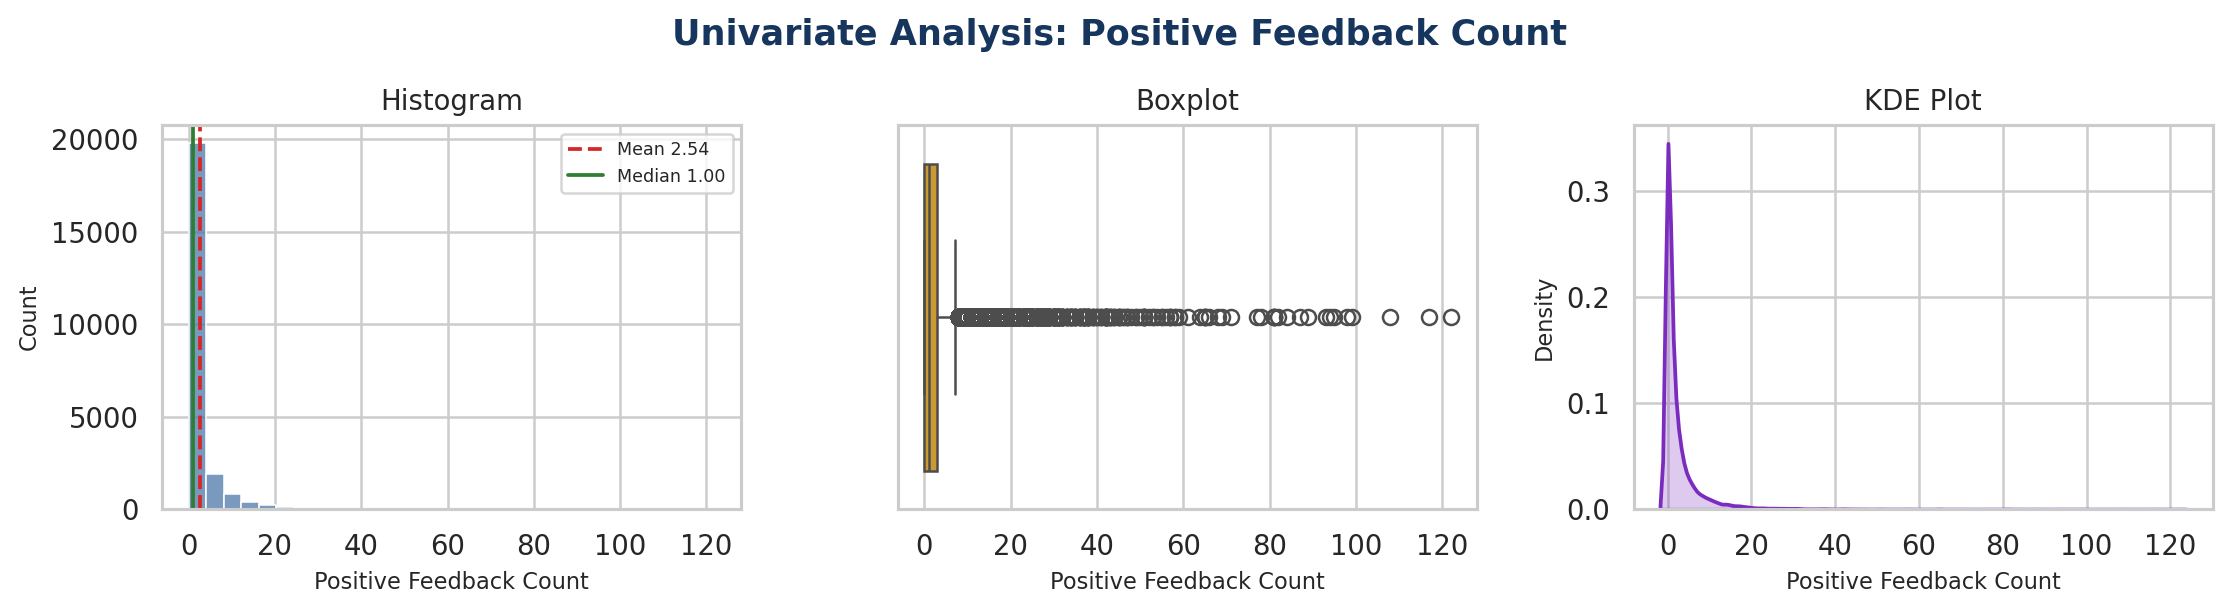 Univariate Analysis: Positive Feedback Count
Histogram
20000
15000
10000
5000
0
Count
Mean 2.54
Median 1.00
0 20 40 60 80 100 120
Positive Feedback Count
Boxplot
0 20 40 60 80 100 120
Positive Feedback Count
KDE Plot
0.3
0.2
0.1
0.0
Density
0 20 40 60 80 100 120
Positive Feedback Count